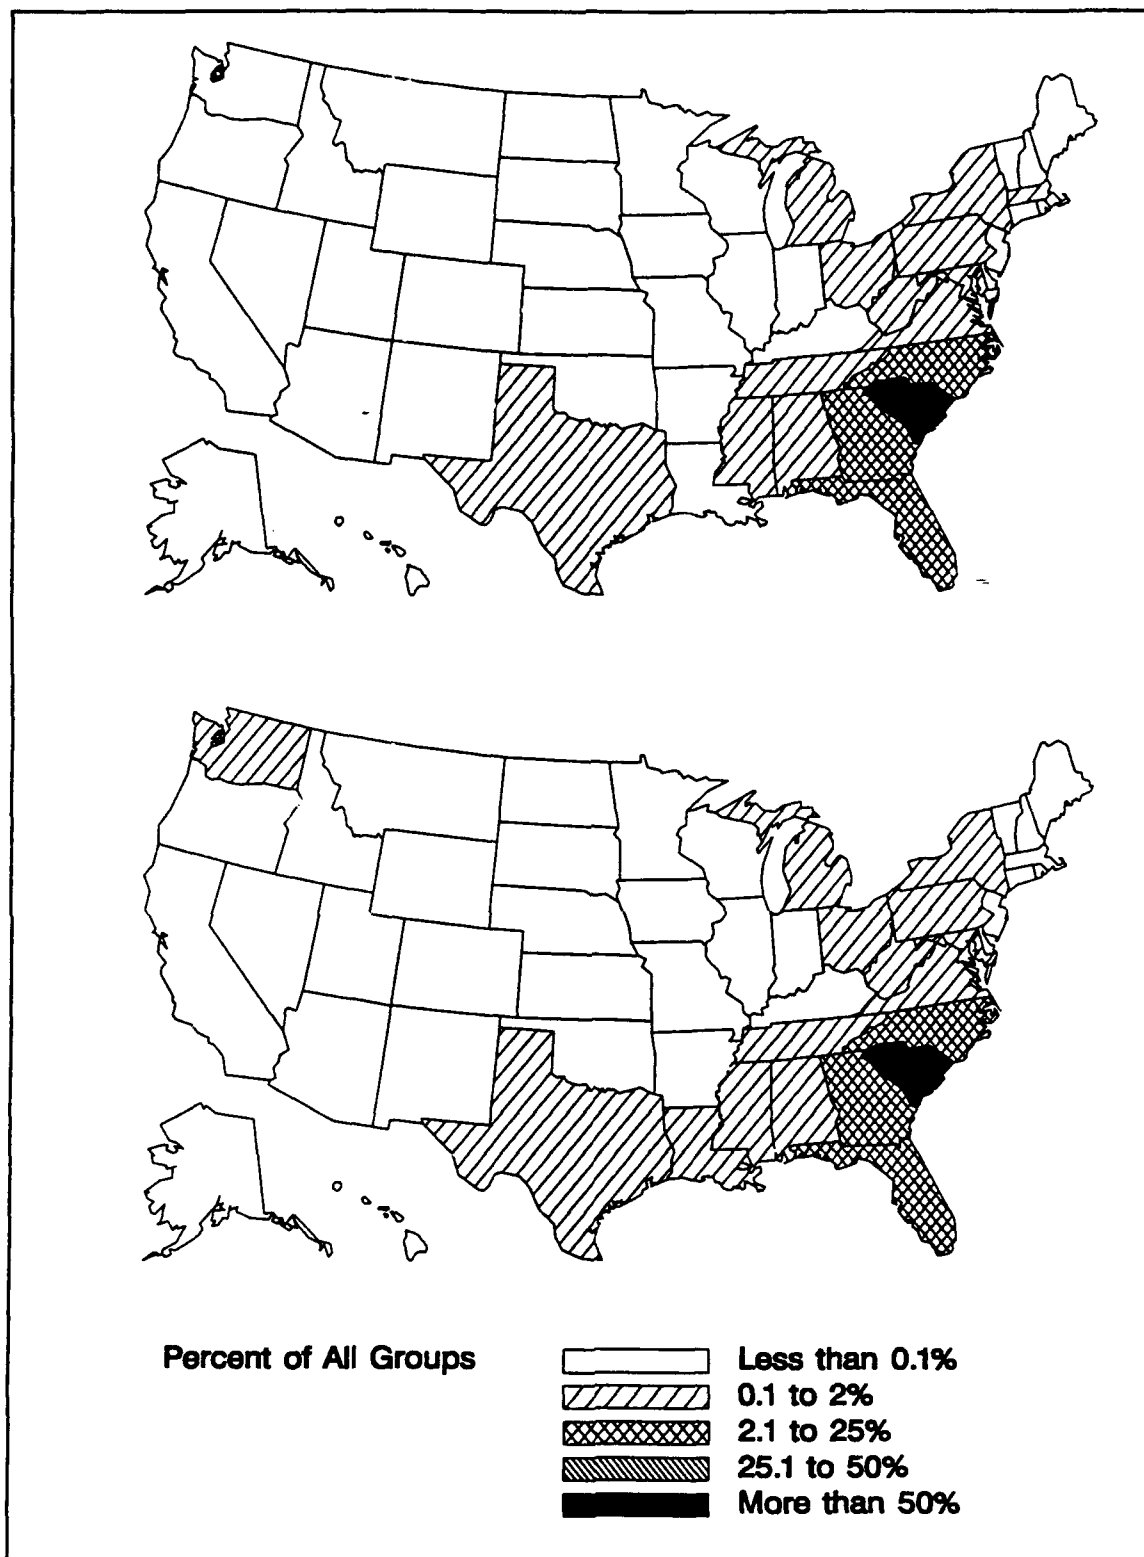 Percent of All Groups
Less than 0.1%
0.1 to 2%
2.1 to 25%
25.1 to 50%
More than 50%